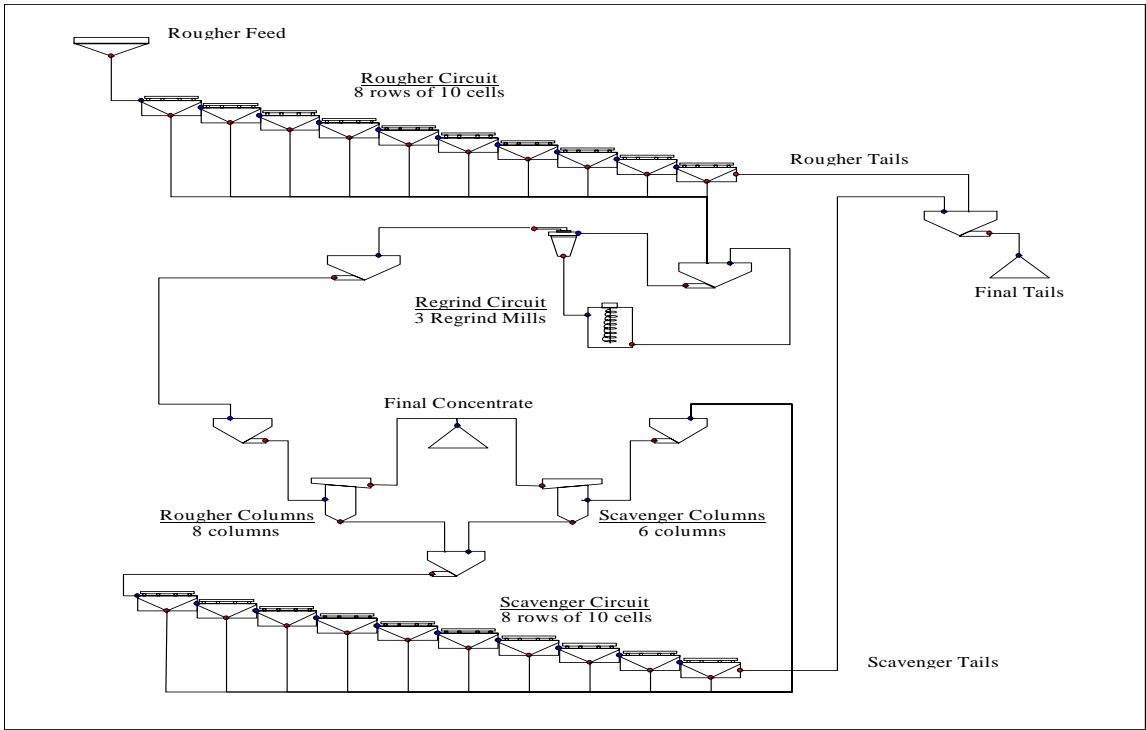 Rougher Feed
Rougher Circuit
8 rows of 10 cells
Rougher Tails
Regrind Circuit
3 Regrind Mills
Final Tails
Final Concentrate
Rougher Columns
8 columns
Scavenger Columns
6 columns
Scavenger Circuit
8 rows of 10 cells
Scavenger Tails